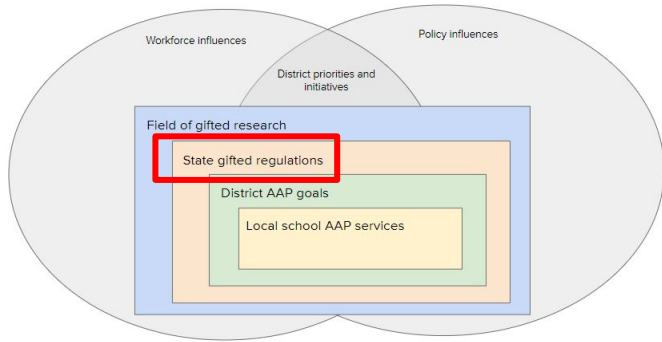 Workforce influences
Policy influences
District priorities and
initiatives
Field of gifted research
State gifted regulations
District AAP goals
Local school AAP services